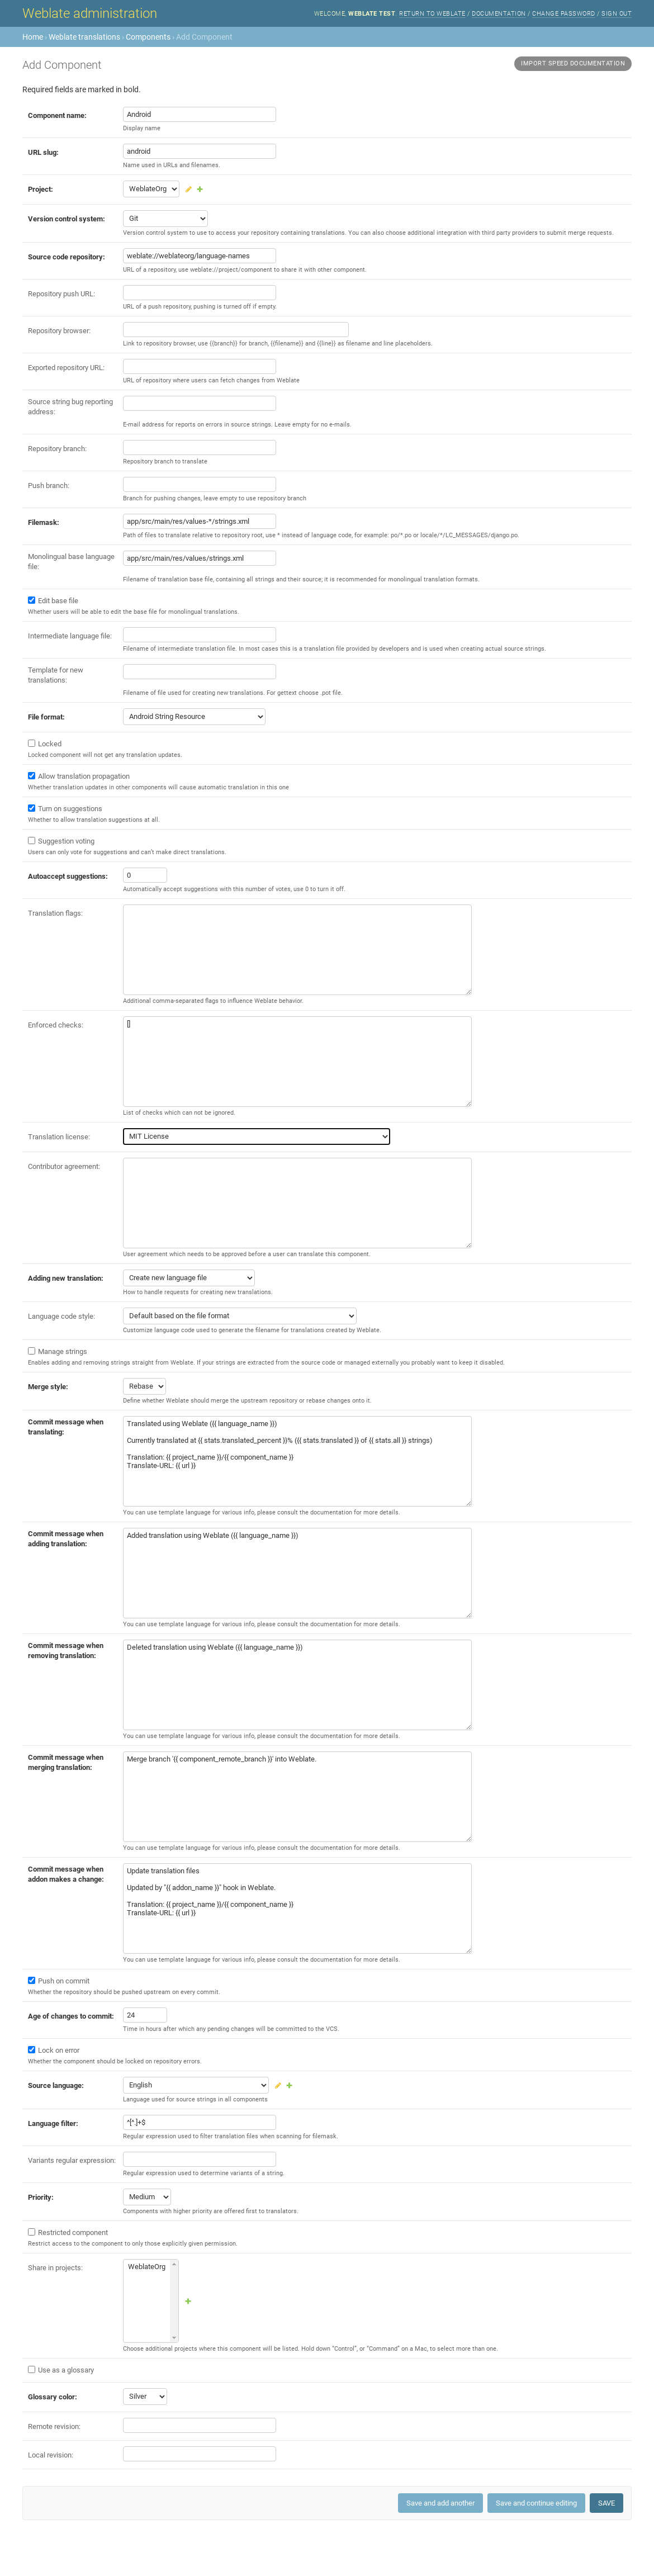 Weblate administration
WELCOME, WEBLATE TEST. RETURN TO WEBLATE / DOCUMENTATION / CHANGE PASSWORD / SIGN OUT
Home › Weblate translations › Components › Add Component
Add Component
IMPORT SPEED DOCUMENTATION
Required fields are marked in bold.
Component name:
Android
Display name
URL slug:
android
Name used in URLs and filenames.
Project:
WeblateOrg
Version control system:
Git
Version control system to use to access your repository containing translations. You can also choose additional integration with third party providers to submit merge requests.
Source code repository:
weblate://weblateorg/language-names
URL of a repository, use weblate://project/component to share it with other component.
Repository push URL:
URL of a push repository, pushing is turned off if empty.
Repository browser:
Link to repository browser, use {{branch}} for branch, {{filename}} and {{line}} as filename and line placeholders.
Exported repository URL:
URL of repository where users can fetch changes from Weblate
Source string bug reporting
address:
E-mail address for reports on errors in source strings. Leave empty for no e-mails.
Repository branch:
Repository branch to translate
Push branch:
Branch for pushing changes, leave empty to use repository branch
Filemask:
app/src/main/res/values-*/strings.xml
Path of files to translate relative to repository root, use * instead of language code, for example: po/*.po or locale/*/LC_MESSAGES/django.po.
Monolingual base language
file:
app/src/main/res/values/strings.xml
Filename of translation base file, containing all strings and their source; it is recommended for monolingual translation formats.
Edit base file
Whether users will be able to edit the base file for monolingual translations.
Intermediate language file:
Filename of intermediate translation file. In most cases this is a translation file provided by developers and is used when creating actual source strings.
Template for new
translations:
Filename of file used for creating new translations. For gettext choose .pot file.
File format:
Android String Resource
Locked
Locked component will not get any translation updates.
Allow translation propagation
Whether translation updates in other components will cause automatic translation in this one
Turn on suggestions
Whether to allow translation suggestions at all.
Suggestion voting
Users can only vote for suggestions and can't make direct translations.
Autoaccept suggestions:
0
Automatically accept suggestions with this number of votes, use 0 to turn it off.
Translation flags:
Additional comma-separated flags to influence Weblate behavior.
Enforced checks:
[]
List of checks which can not be ignored.
Translation license:
MIT License
Contributor agreement:
User agreement which needs to be approved before a user can translate this component.
Adding new translation:
Create new language file
How to handle requests for creating new translations.
Language code style:
Default based on the file format
Customize language code used to generate the filename for translations created by Weblate.
Manage strings
Enables adding and removing strings straight from Weblate. If your strings are extracted from the source code or managed externally you probably want to keep it disabled.
Merge style:
Rebase
Define whether Weblate should merge the upstream repository or rebase changes onto it.
Commit message when
translating:
Translated using Weblate ({{ language_name }})
Currently translated at {{ stats.translated_percent }}% ({{ stats.translated }} of {{ stats.all }} strings)
Translation: {{ project_name }}/{{ component_name }}
Translate-URL: {{ url }}
You can use template language for various info, please consult the documentation for more details.
Commit message when
adding translation:
Added translation using Weblate ({{ language_name }})
You can use template language for various info, please consult the documentation for more details.
Commit message when
removing translation:
Deleted translation using Weblate ({{ language_name }})
You can use template language for various info, please consult the documentation for more details.
Commit message when
merging translation:
Merge branch '{{ component_remote_branch }}' into Weblate.
You can use template language for various info, please consult the documentation for more details.
Commit message when
addon makes a change:
Update translation files
Updated by "{{ addon_name }}" hook in Weblate.
Translation: {{ project_name }}/{{ component_name }}
Translate-URL: {{ url }}
You can use template language for various info, please consult the documentation for more details.
Push on commit
Whether the repository should be pushed upstream on every commit.
Age of changes to commit:
24
Time in hours after which any pending changes will be committed to the VCS.
Lock on error
Whether the component should be locked on repository errors.
Source language:
English
Language used for source strings in all components
Language filter:
^[^.]+$
Regular expression used to filter translation files when scanning for filemask.
Variants regular expression:
Regular expression used to determine variants of a string.
Priority:
Medium
Components with higher priority are offered first to translators.
Restricted component
Restrict access to the component to only those explicitly given permission.
Share in projects:
WeblateOrg
Choose additional projects where this component will be listed. Hold down “Control”, or “Command” on a Mac, to select more than one.
Use as a glossary
Glossary color:
Silver
Remote revision:
Local revision:
Save and add another
Save and continue editing
SAVE